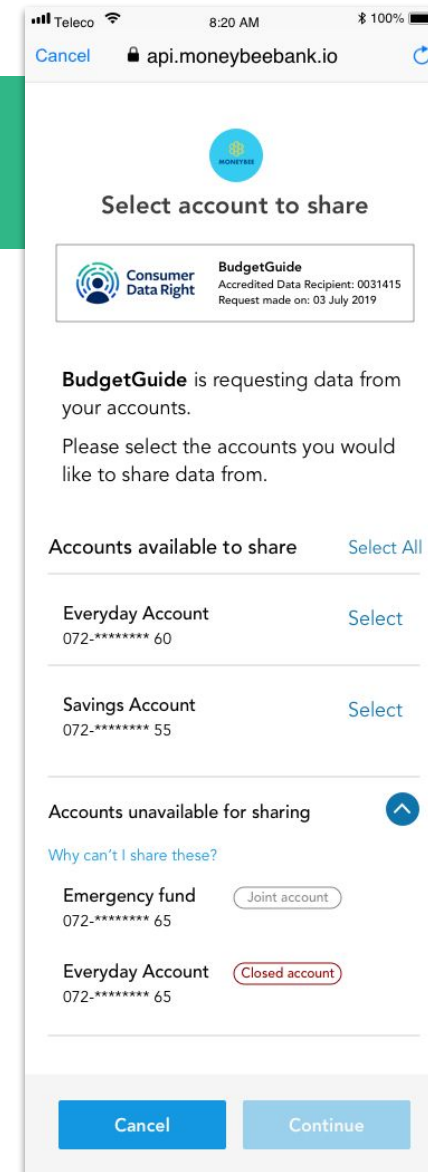 Teleco 8:20 AM 100%
Cancel api.moneybeebank.io
MONEYBEE
Select account to share
Consumer
Data Right
BudgetGuide
Accredited Data Recipient: 0031415
Request made on: 03 July 2019
BudgetGuide is requesting data from
your accounts.
Please select the accounts you would
like to share data from.
Accounts available to share Select All
Everyday Account Select
072-******** 60
Savings Account Select
072-******** 55
Accounts unavailable for sharing
Why can't I share these?
Emergency fund Joint account
072-******** 65
Everyday Account Closed account
072-******** 65
Cancel Continue